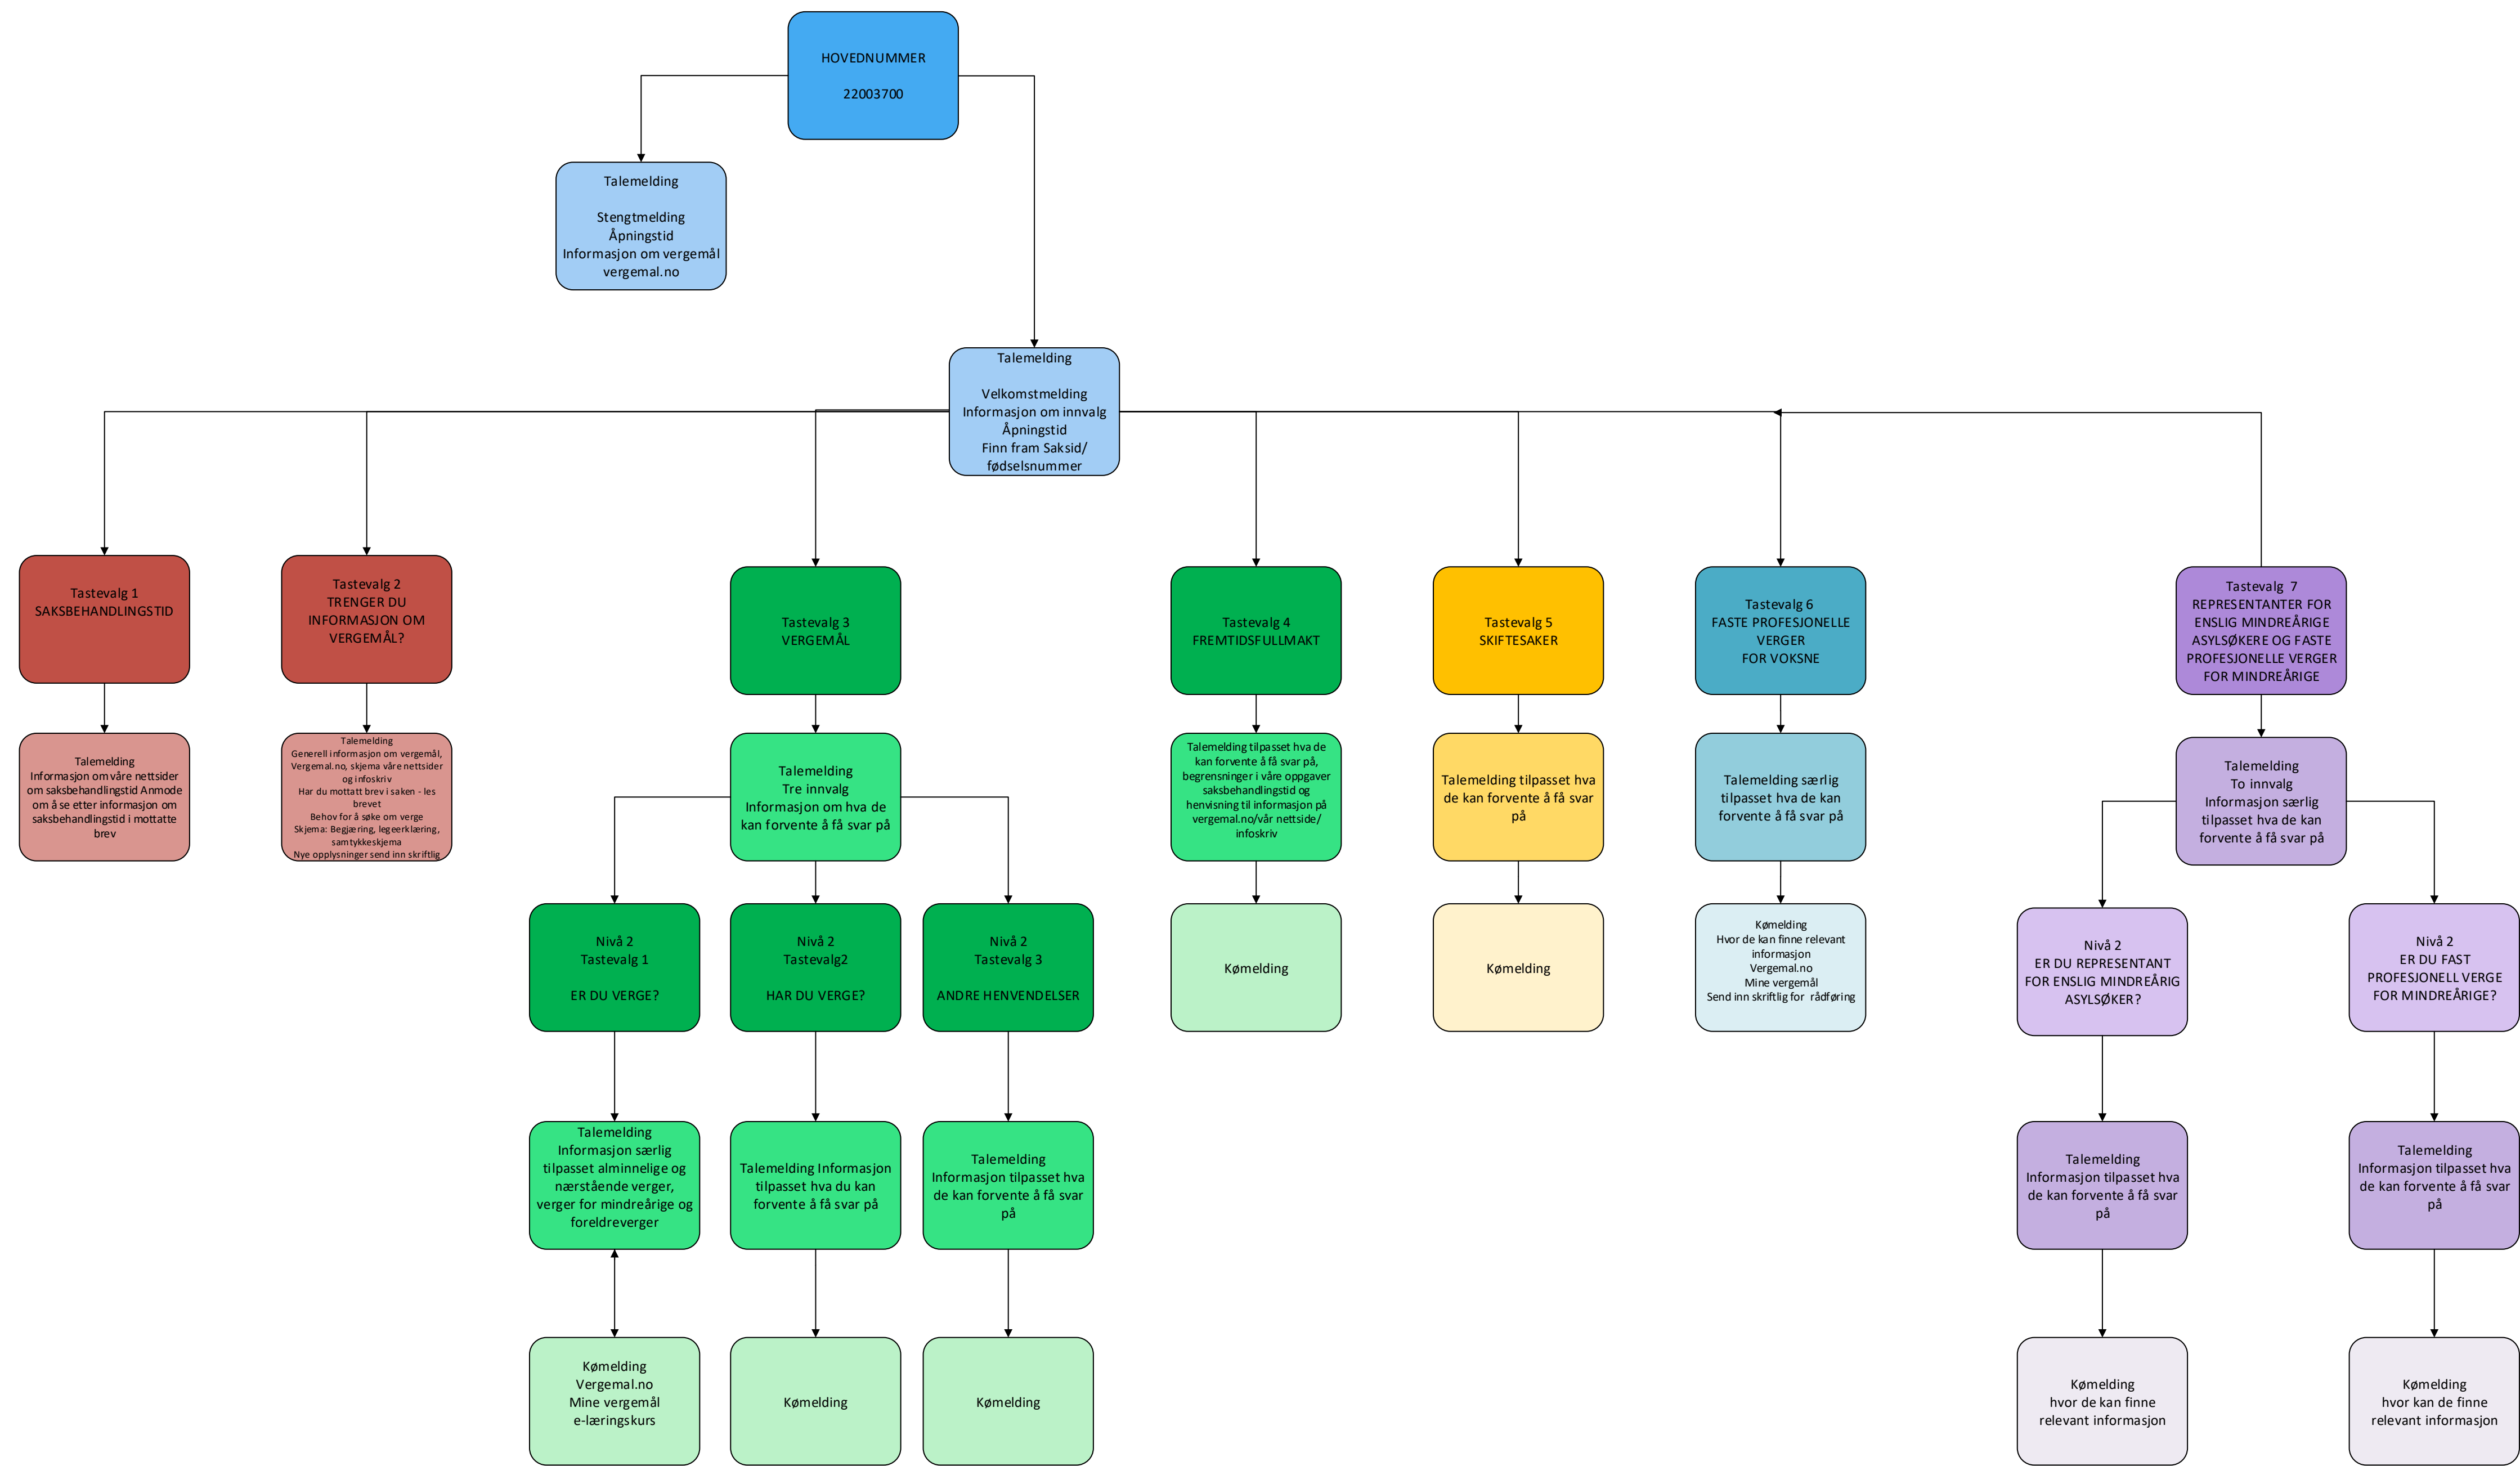 HOVEDNUMMER
22003700
Talemelding
Stengtmelding
Åpningstid
Informasjon om vergemål
vergemal.no
Talemelding
Velkomstmelding
Informasjon om innvalg
Åpningstid
Finn fram Saksid/
fødselsnummer
Tastevalg 1
SAKSBEHANDLINGSTID
Tastevalg 2
TRENGER DU
INFORMASJON OM
VERGEMÅL?
Tastevalg 3
VERGEMÅL
Tastevalg 4
FREMTIDSFULLMAKT
Tastevalg 5
SKIFTESAKER
Tastevalg 6
FASTE PROFESJONELLE
VERGER
FOR VOKSNE
Tastevalg 7
REPRESENTANTER FOR
ENSLIG MINDREÅRIGE
ASYLSØKERE OG FASTE
PROFESJONELLE VERGER
FOR MINDREÅRIGE
Talemelding
Informasjon om våre nettsider
om saksbehandlingstid Anmode
om å se etter informasjon om
saksbehandlingstid i mottatte
brev
Talemelding
Generell informasjon om vergemål,
Vergemal.no, skjema våre nettsider
og infoskriv
Har du mottatt brev i saken - les
brevet
Behov for å søke om verge
Skjema: Begjæring, legeerklæring,
samtykkeskjema
Nye opplysninger send inn skriftlig
Talemelding
Tre innvalg
Informasjon om hva de
kan forvente å få svar på
Talemelding tilpasset hva de
kan forvente å få svar på,
begrensninger i våre oppgaver
saksbehandlingstid og
henvisning til informasjon på
vergemal.no/vår nettside/
infoskriv
Talemelding tilpasset hva
de kan forvente å få svar
på
Talemelding særlig
tilpasset hva de kan
forvente å få svar på
Talemelding
To innvalg
Informasjon særlig
tilpasset hva de kan
forvente å få svar på
Nivå 2
Tastevalg 1
ER DU VERGE?
Nivå 2
Tastevalg2
HAR DU VERGE?
Nivå 2
Tastevalg 3
ANDRE HENVENDELSER
Kømelding
Kømelding
Kømelding
Hvor de kan finne relevant
informasjon
Vergemal.no
Mine vergemål
Send inn skriftlig for rådføring
Nivå 2
ER DU REPRESENTANT
FOR ENSLIG MINDREÅRIG
ASYLSØKER?
Nivå 2
ER DU FAST
PROFESJONELL VERGE
FOR MINDREÅRIGE?
Talemelding
Informasjon særlig
tilpasset alminnelige og
nærstående verger,
verger for mindreårige og
foreldreverger
Talemelding Informasjon
tilpasset hva du kan
forvente å få svar på
Talemelding
Informasjon tilpasset hva
de kan forvente å få svar
på
Talemelding
Informasjon tilpasset hva
de kan forvente å få svar
på
Talemelding
Informasjon tilpasset hva
de kan forvente å få svar
på
Kømelding
Vergemal.no
Mine vergemål
e-læringskurs
Kømelding
Kømelding
Kømelding
hvor de kan finne
relevant informasjon
Kømelding
hvor kan de finne
relevant informasjon